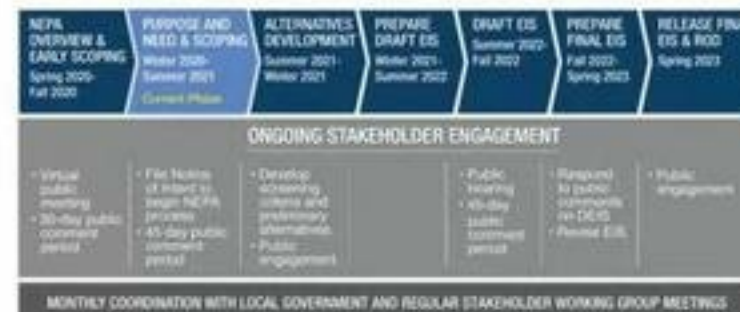 NEPA
OVERVIEW &
EARLY SCOPING
Spring 2020-
Fall 2020
PURPOSE AND
NEED & SCOPING
Winter 2020-
Summer 2021
Current Phase
ALTERNATIVES
DEVELOPMENT
Summer 2021-
Winter 2021
PREPARE
DRAFT EIS
Winter 2021-
Summer 2022
DRAFT EIS
Summer 2022-
Fall 2022
PREPARE
FINAL EIS
Fall 2022-
Spring 2023
RELEASE FINA
EIS & ROD
Spring 2023
ONGOING STAKEHOLDER ENGAGEMENT
• Virtual
public
meeting
• 30-day public
comment
period
• File Notice
of Intent to
begin NEPA
process
• 45-day public
comment
period
• Develop
screening
criteria and
preliminary
alternatives
• Public
engagement
• Public
hearing
• 45-day
public
comment
period
• Respond
to public
comments
on DEIS
• Revise EIS
• Public
engagement
MONTHLY COORDINATION WITH LOCAL GOVERNMENT AND REGULAR STAKEHOLDER WORKING GROUP MEETINGS